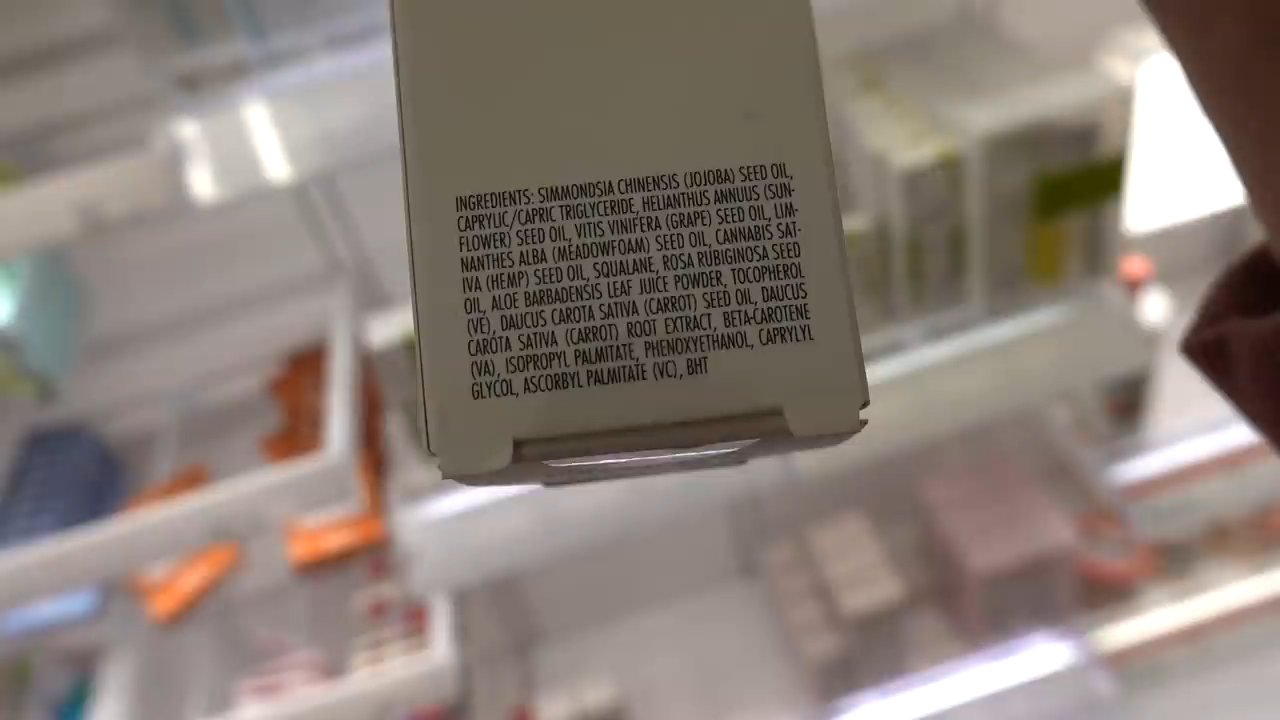 INGREDIENTS: SIMMONDSIA CHINENSIS (JOJOBA) SEED OIL,
CAPRYLIC/CAPRIC TRIGLYCERIDE, HELIANTHUS ANNUUS (SUN-
FLOWER) SEED OIL, VITIS VINIFERA (GRAPE) SEED OIL, LIM-
NANTHES ALBA (MEADOWFOAM) SEED OIL, CANNABIS SAT-
IVA (HEMP) SEED OIL, SQUALANE, ROSA RUBIGINOSA SEED
OIL, ALOE BARBADENSIS LEAF JUICE POWDER, TOCOPHEROL
(VE), DAUCUS CAROTA SATIVA (CARROT) SEED OIL, DAUCUS
CAROTA SATIVA (CARROT) ROOT EXTRACT, BETA-CAROTENE
(VA), ISOPROPYL PALMITATE, PHENOXYETHANOL, CAPRYLYL
GLYCOL, ASCORBYL PALMITATE (VC), BHT